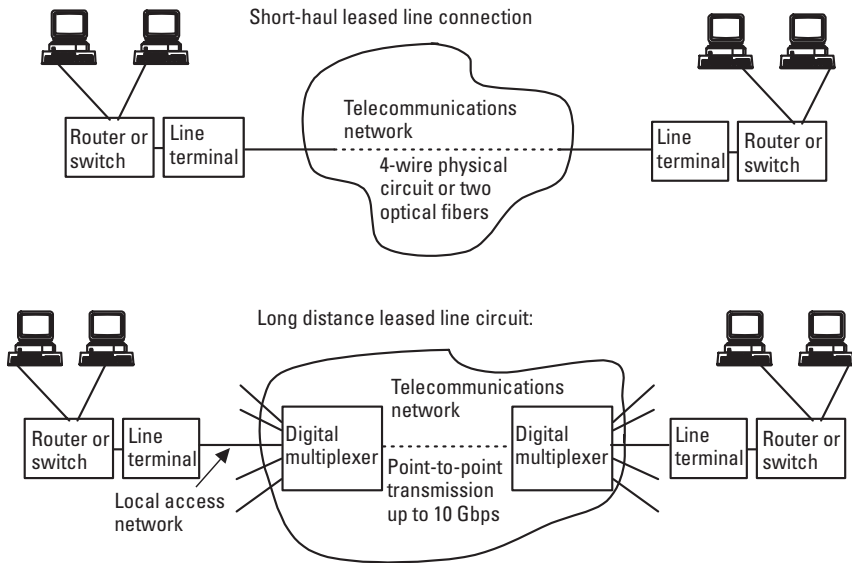 Short-haul leased line connection
Telecommunications
network
Router or
switch
Line
terminal
4-wire physical
circuit or two
optical fibers
Line
terminal
Router or
switch
Long distance leased line circuit:
Telecommunications
network
Router or
switch
Line
terminal
Digital
multiplexer
Point-to-point
transmission
up to 10 Gbps
Digital
multiplexer
Line
terminal
Router or
switch
Local access
network